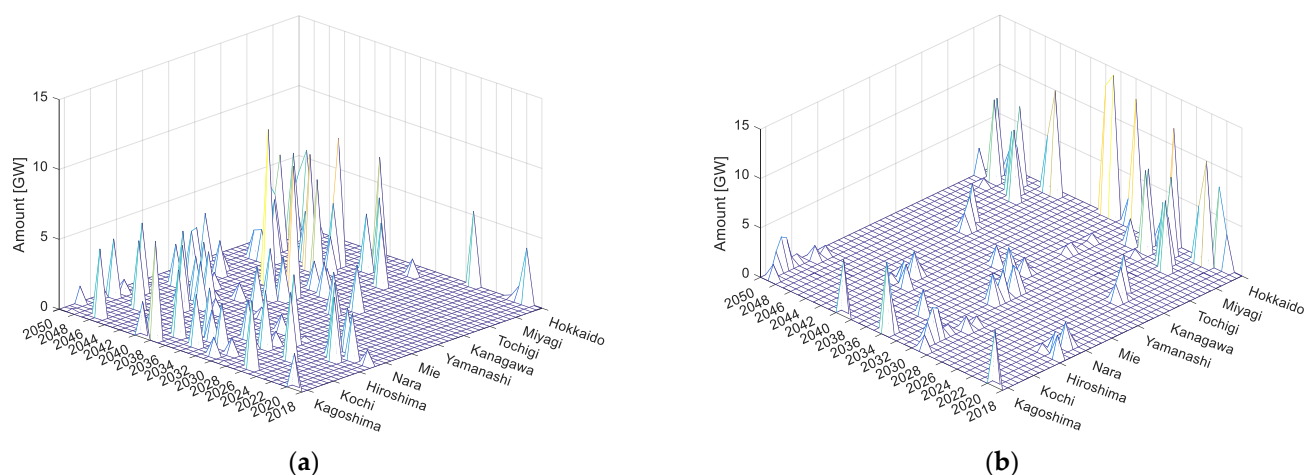 15
10
5
0
Amount [GW]
2050
2048
2046
2044
2042
2040
2038
2036
2034
2032
2030
2028
2026
2024
2022
2020
2018
Kagoshima
Kochi
Hiroshima
Nara
Mie
Yamanashi
Kanagawa
Tochigi
Miyagi
Hokkaido
(a)
15
10
5
0
Amount [GW]
2050
2048
2046
2044
2042
2040
2038
2036
2034
2032
2030
2028
2026
2024
2022
2020
2018
Kagoshima
Kochi
Hiroshima
Nara
Mie
Yamanashi
Kanagawa
Tochigi
Miyagi
Hokkaido
(b)